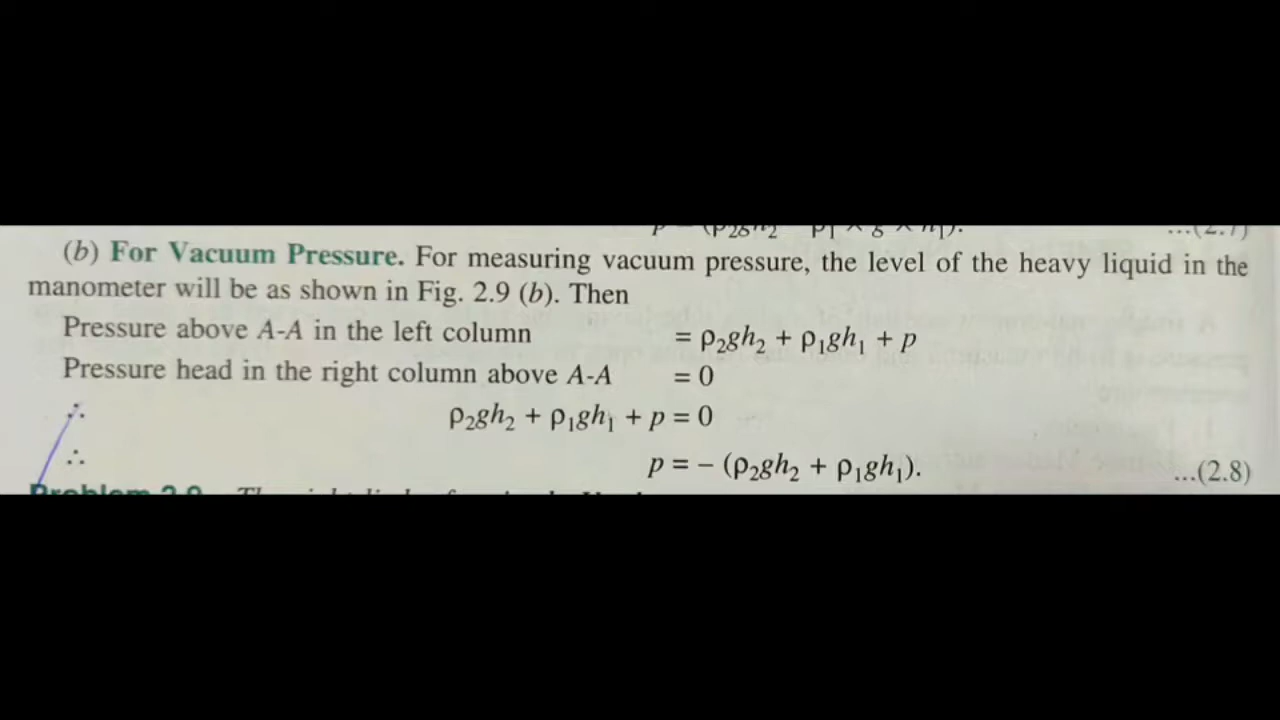 (b) For Vacuum Pressure. For measuring vacuum pressure, the level of the heavy liquid in the
manometer will be as shown in Fig. 2.9 (b). Then
Pressure above A-A in the left column = ρ₂gh₂ + ρ₁gh₁ + p
Pressure head in the right column above A-A = 0
∴ ρ₂gh₂ + ρ₁gh₁ + p = 0
∴ p = – (ρ₂gh₂ + ρ₁gh₁). ...(2.8)